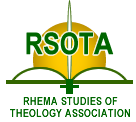 RSOTA
RHEMA STUDIES OF
THEOLOGY ASSOCIATION